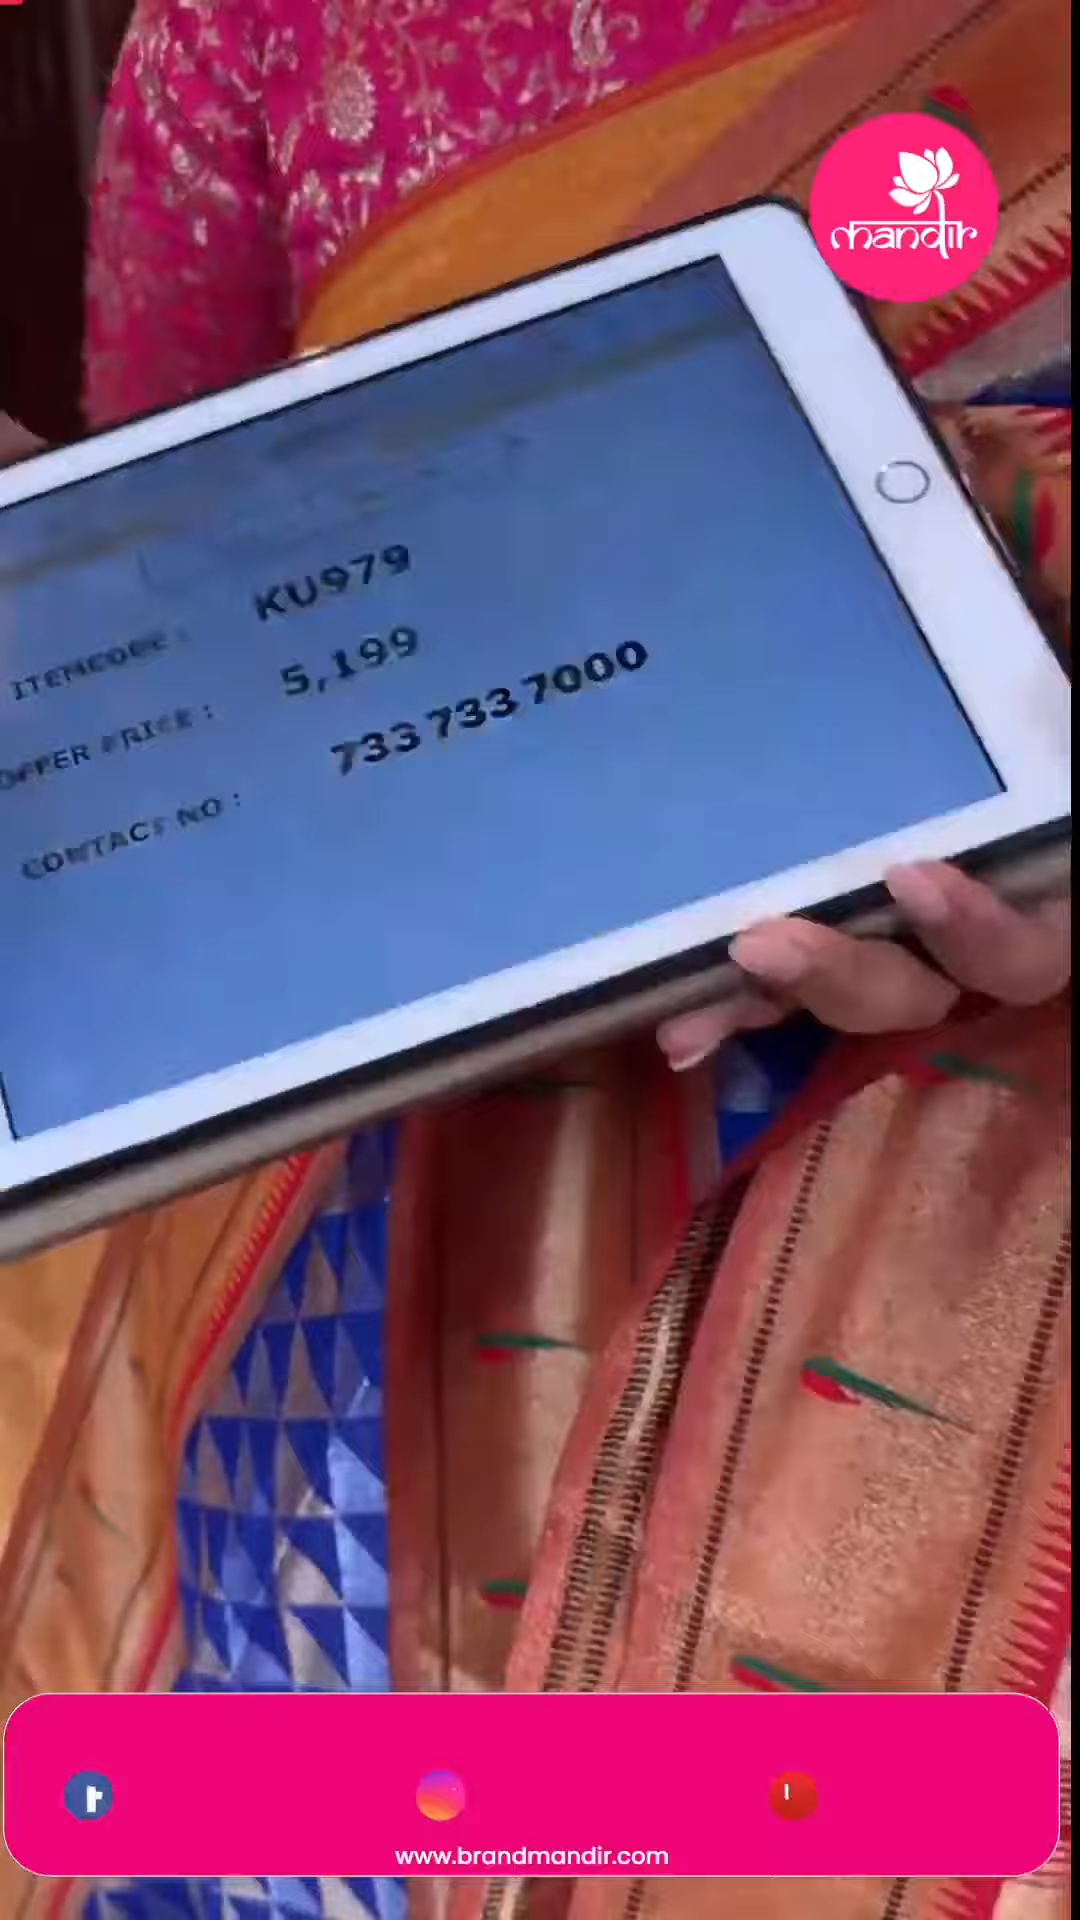 mandir
ITEMCODE : KU979
OFFER PRICE : 5,199
CONTACT NO : 733 733 7000
www.brandmandir.com